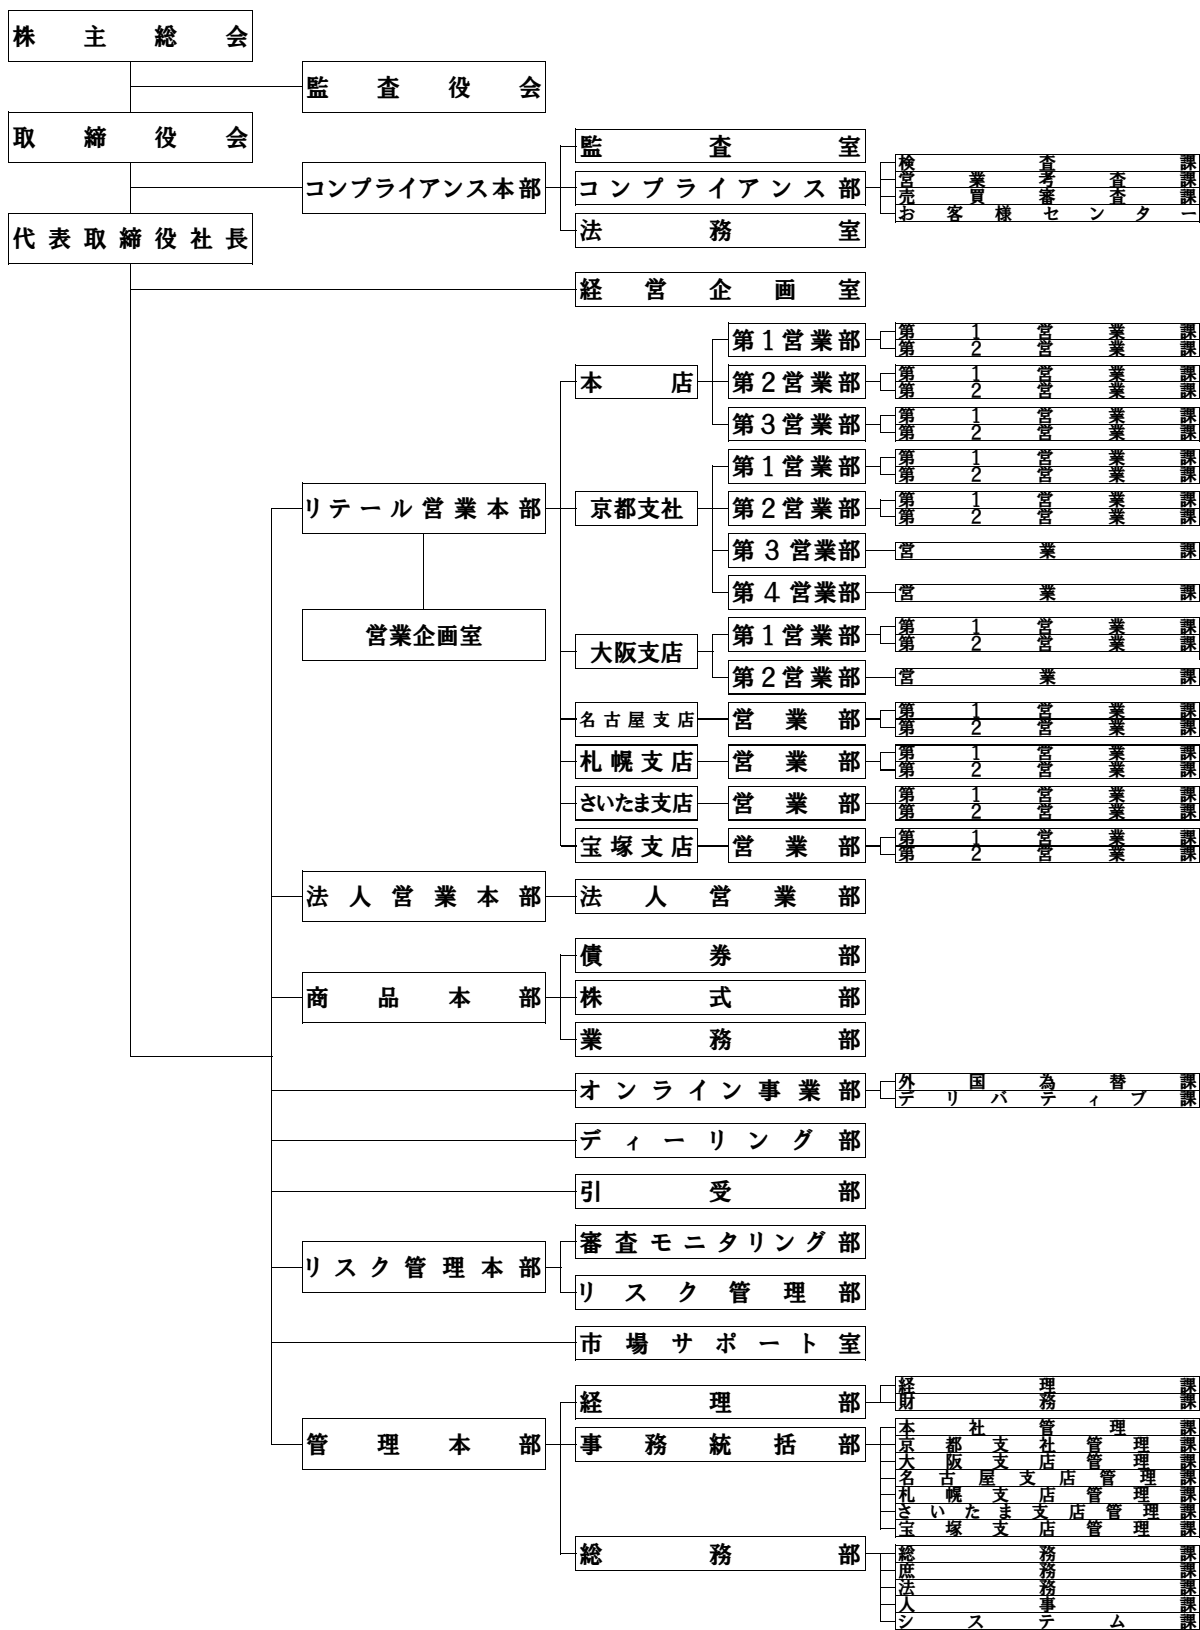 株主総会
監査役会
取締役会
監査室
コンプライアンス本部
コンプライアンス部
検査課
営業考査課
売買審査課
お客様センター
法務室
代表取締役社長
経営企画室
リテール営業本部
営業企画室
本店
第1営業部
第1営業課
第2営業課
第2営業部
第1営業課
第2営業課
第3営業部
第1営業課
第2営業課
京都支社
第1営業部
第1営業課
第2営業課
第2営業部
第1営業課
第2営業課
第3営業部
営業課
第4営業部
営業課
大阪支店
第1営業部
第1営業課
第2営業課
第2営業部
営業課
名古屋支店
営業部
第1営業課
第2営業課
札幌支店
営業部
第1営業課
第2営業課
さいたま支店
営業部
第1営業課
第2営業課
宝塚支店
営業部
第1営業課
第2営業課
法人営業本部
法人営業部
商品本部
債券部
株式部
業務部
オンライン事業部
外国為替課
デリバティブ課
ディーリング部
引受部
リスク管理本部
審査モニタリング部
リスク管理部
市場サポート室
管理本部
経理部
経理課
財務課
事務統括部
本社管理課
京都支社管理課
大阪支店管理課
名古屋支店管理課
札幌支店管理課
さいたま支店管理課
宝塚支店管理課
総務部
総務課
庶務課
法務課
人事課
システム課